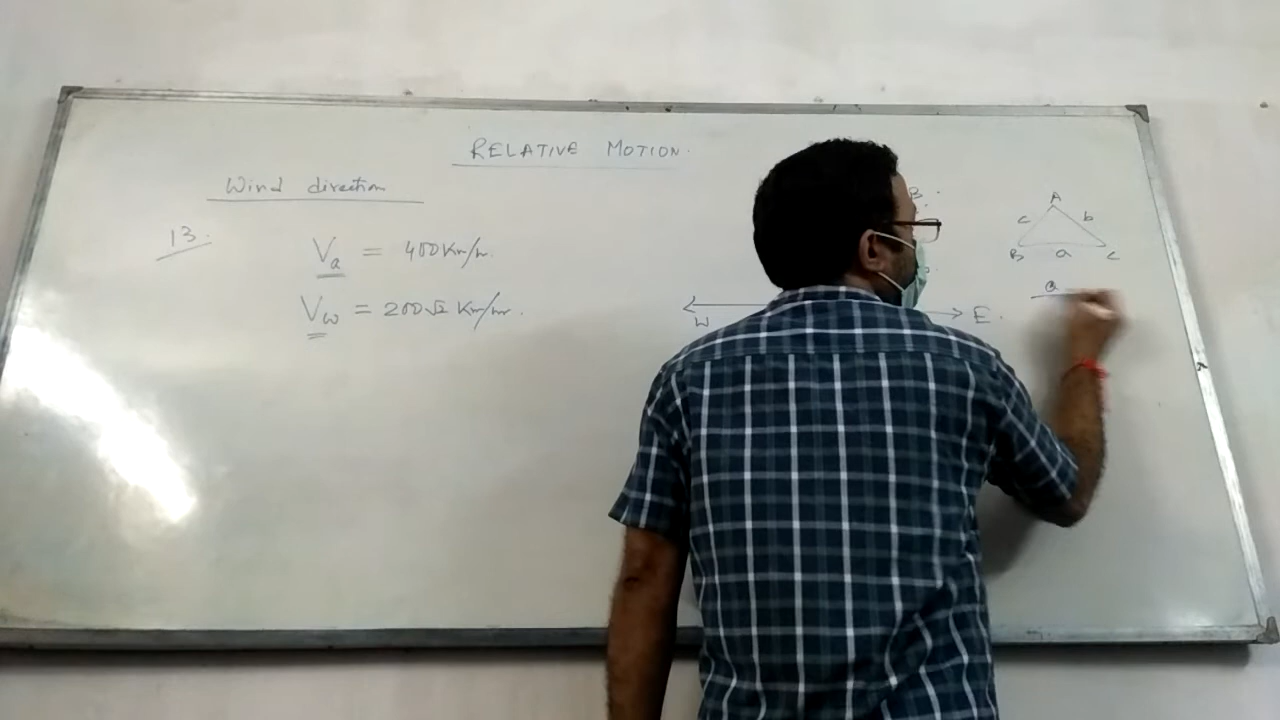 RELATIVE MOTION.
Wind direction
13.
Va = 400 Km/hr.
Vw = 200√2 Km/hr.
B
W
E.
A
c b
B a C
a